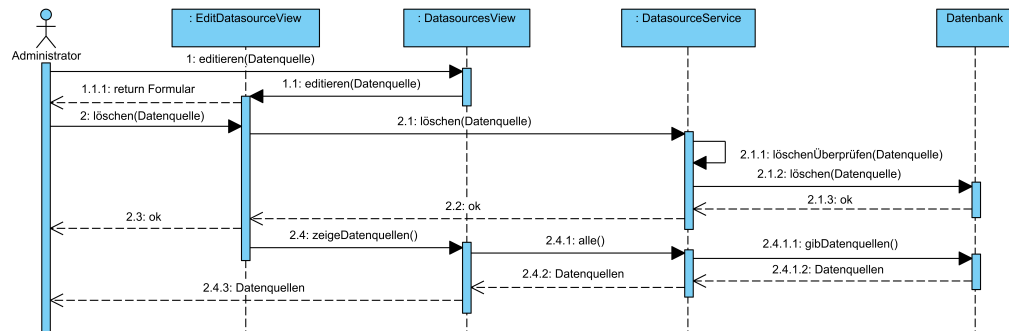 : EditDatasourceView
: DatasourcesView
: DatasourceService
Datenbank
Administrator
1: editieren(Datenquelle)
1.1: editieren(Datenquelle)
1.1.1: return Formular
2: löschen(Datenquelle)
2.1: löschen(Datenquelle)
2.1.1: löschenÜberprüfen(Datenquelle)
2.1.2: löschen(Datenquelle)
2.1.3: ok
2.2: ok
2.3: ok
2.4: zeigeDatenquellen()
2.4.1: alle()
2.4.1.1: gibDatenquellen()
2.4.1.2: Datenquellen
2.4.2: Datenquellen
2.4.3: Datenquellen